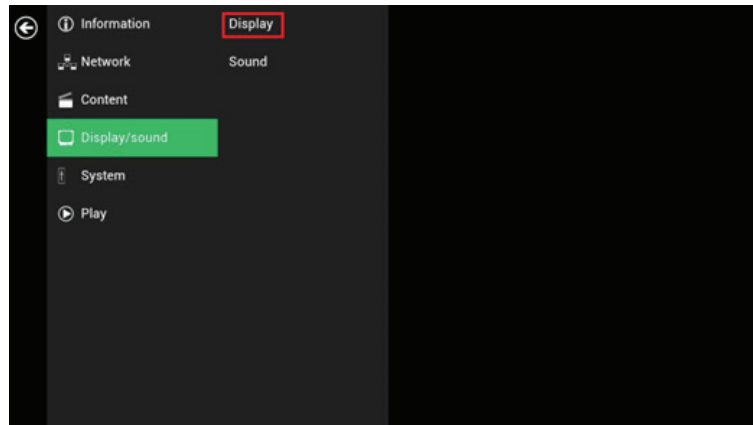 Information
Network
Content
Display/sound
System
Play
Display
Sound